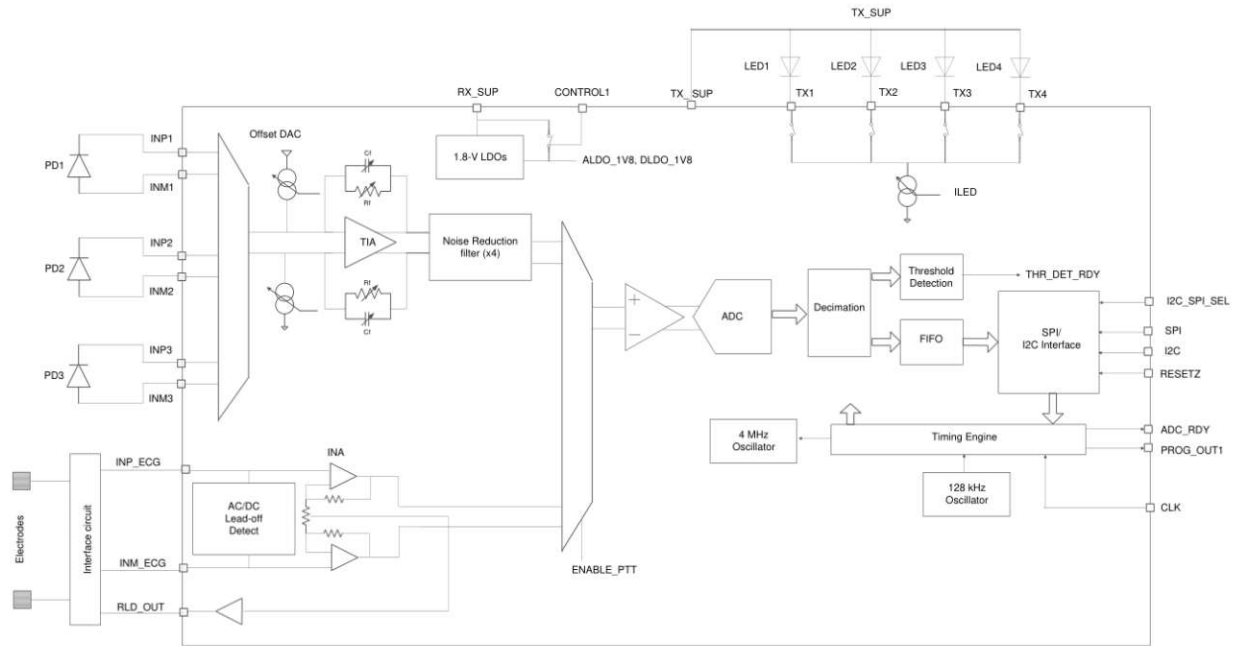 TX_SUP
LED1
LED2
LED3
LED4
RX_SUP
CONTROL1
TX_SUP
TX1
TX2
TX3
TX4
INP1
PD1
INM1
Offset DAC
Cf
Rf
1.8-V LDOs
ALDO_1V8, DLDO_1V8
ILED
INP2
PD2
INM2
TIA
Noise Reduction
filter (x4)
Rf
Cf
+
−
ADC
Decimation
Threshold
Detection
THR_DET_RDY
FIFO
SPI/
I2C Interface
I2C_SPI_SEL
SPI
I2C
RESETZ
INP3
PD3
INM3
4 MHz
Oscillator
Timing Engine
ADC_RDY
PROG_OUT1
128 kHz
Oscillator
CLK
INP_ECG
INA
AC/DC
Lead-off
Detect
Electrodes
Interface circuit
INM_ECG
RLD_OUT
ENABLE_PTT